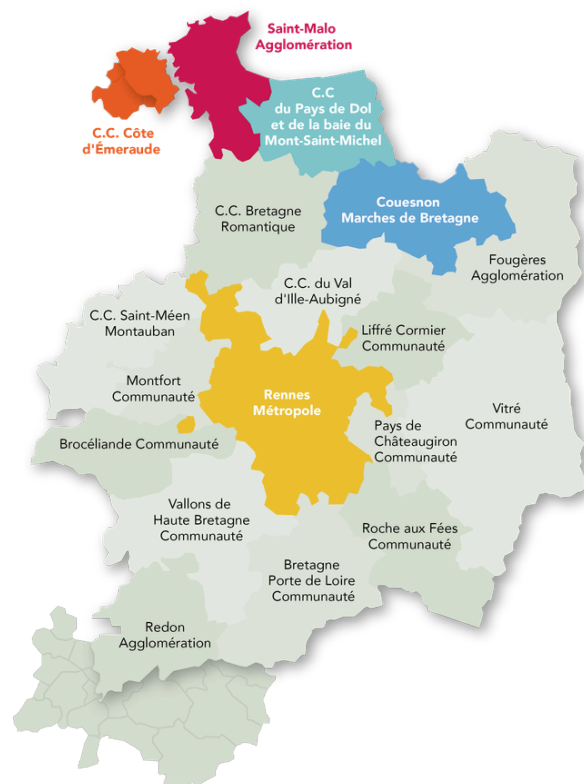 Saint-Malo
Agglomération
C.C. Côte
d'Émeraude
C.C
du Pays de Dol
et de la baie du
Mont-Saint-Michel
C.C. Bretagne
Romantique
Couesnon
Marches de Bretagne
Fougères
Agglomération
C.C. du Val
d'Ille-Aubigné
C.C. Saint-Méen
Montauban
Liffré Cormier
Communauté
Montfort
Communauté
Rennes
Métropole
Vitré
Communauté
Brocéliande Communauté
Pays de
Châteaugiron
Communauté
Vallons de
Haute Bretagne
Communauté
Roche aux Fées
Communauté
Bretagne
Porte de Loire
Communauté
Redon
Agglomération